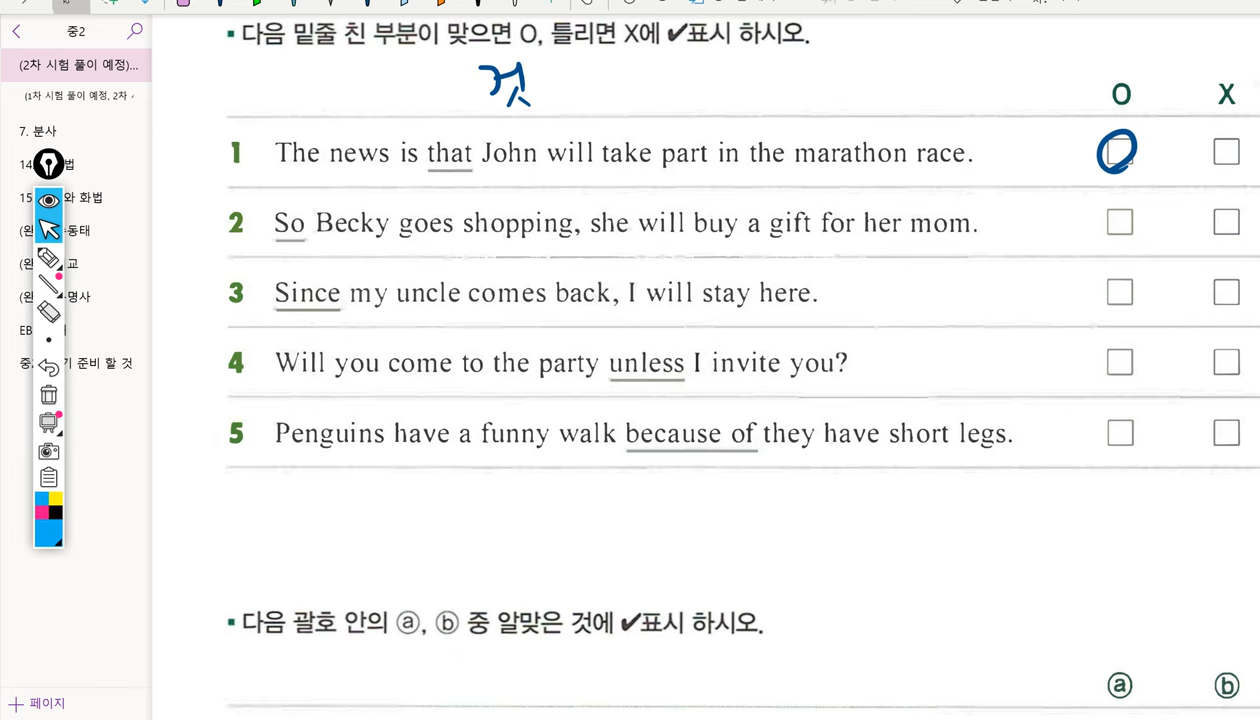 중2
(2차 시험 풀이 예정)...
(1차 시험 풀이 예정, 2차
7. 분사
14 법
15 와 화법
(완 동태
(완 교
(완 명사
EB
중 기 준비 할 것
페이지
▪ 다음 밑줄 친 부분이 맞으면 O, 틀리면 X에 ✔표시 하시오.
것
O X
1 The news is that John will take part in the marathon race.
2 So Becky goes shopping, she will buy a gift for her mom.
3 Since my uncle comes back, I will stay here.
4 Will you come to the party unless I invite you?
5 Penguins have a funny walk because of they have short legs.
▪ 다음 괄호 안의 ⓐ, ⓑ 중 알맞은 것에 ✔표시 하시오.
ⓐ ⓑ